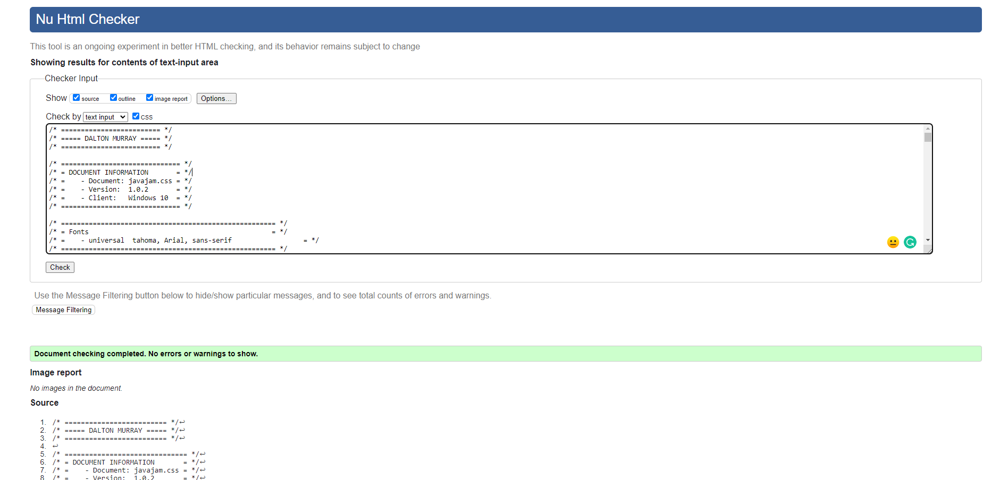 Nu Html Checker
This tool is an ongoing experiment in better HTML checking, and its behavior remains subject to change
Showing results for contents of text-input area
Checker Input
Show source outline image report Options...
Check by text input css
/* ========================= */
/* ===== DALTON MURRAY ===== */
/* ========================= */
/* ============================== */
/* = DOCUMENT INFORMATION       = */
/* =    - Document: javajam.css = */
/* =    - Version:  1.0.2       = */
/* =    - Client:   Windows 10  = */
/* ============================== */
/* ====================================================== */
/* = Fonts                                              = */
/* =    - universal  tahoma, Arial, sans-serif                  = */
/* ====================================================== */
Check
Use the Message Filtering button below to hide/show particular messages, and to see total counts of errors and warnings.
Message Filtering
Document checking completed. No errors or warnings to show.
Image report
No images in the document.
Source
1. /* ========================= */↩
2. /* ===== DALTON MURRAY ===== */↩
3. /* ========================= */↩
4. ↩
5. /* ============================== */↩
6. /* = DOCUMENT INFORMATION       = */↩
7. /* =    - Document: javajam.css = */↩
8 /* =    - Version:  1.0.2       = */↩